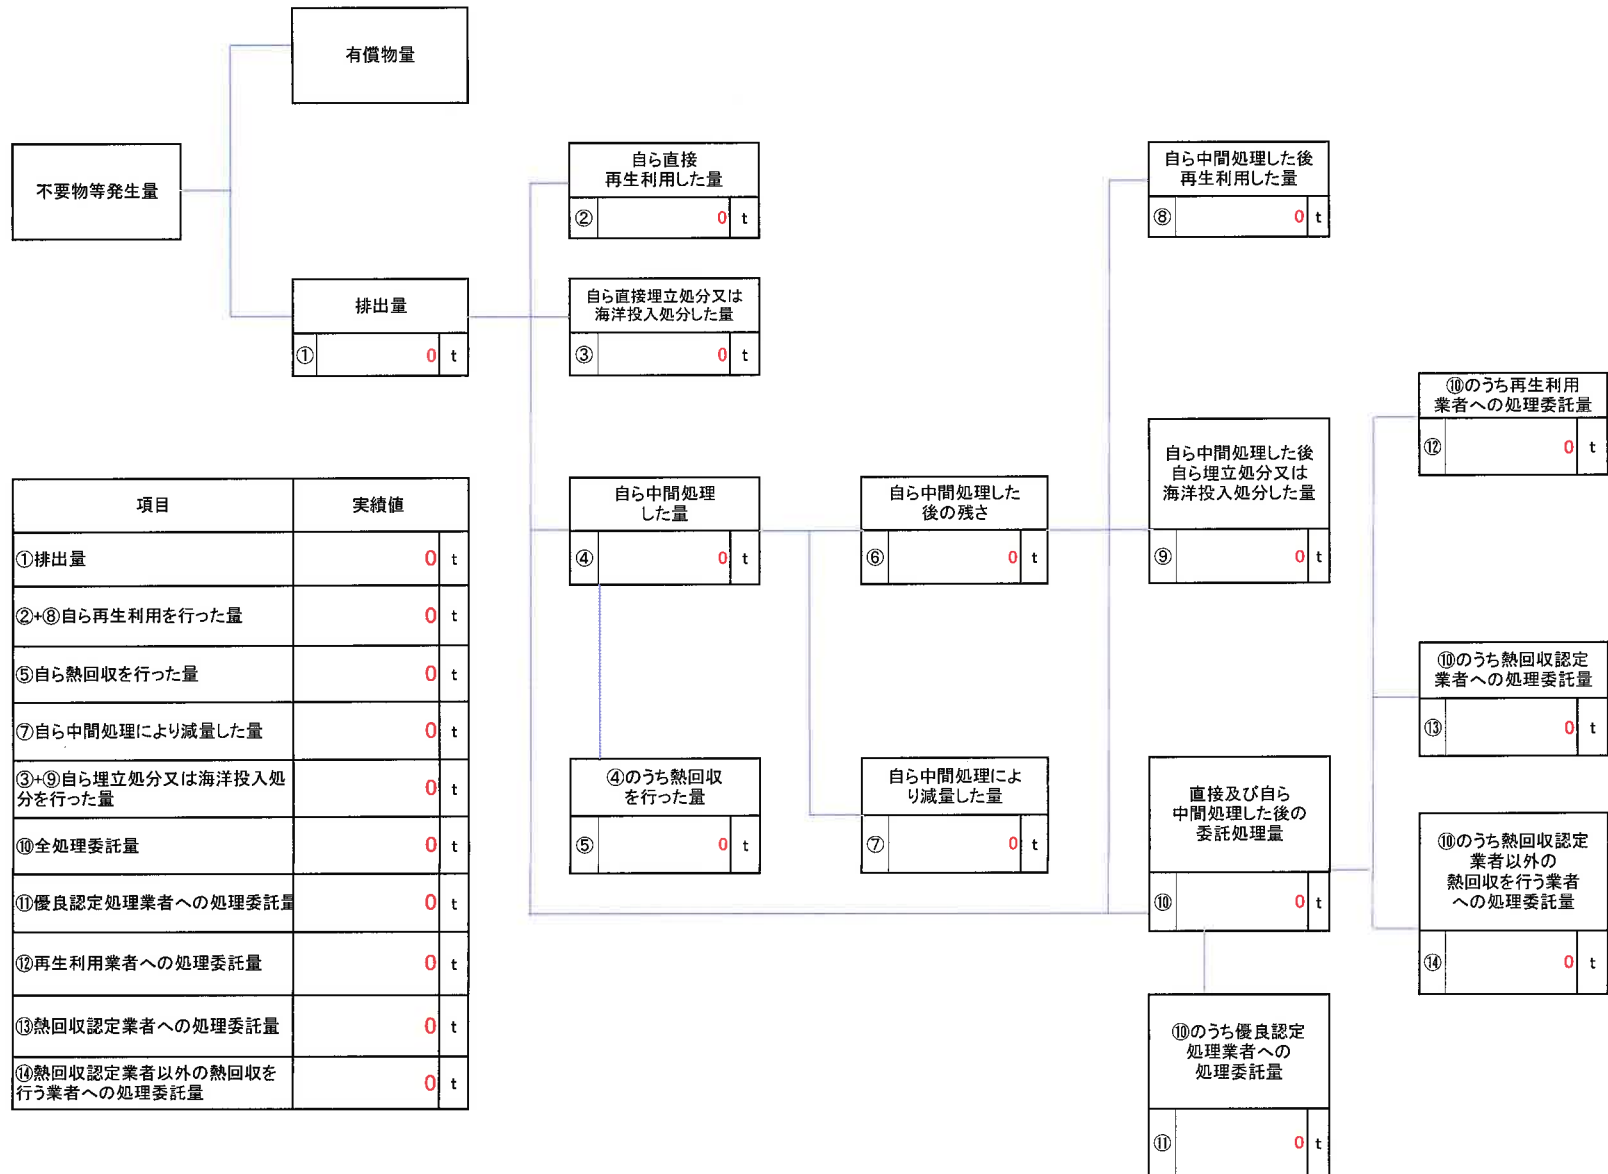 有償物量
不要物等発生量
排出量
① 0 t
自ら直接
再生利用した量
② 0 t
自ら直接埋立処分又は
海洋投入処分した量
③ 0 t
自ら中間処理
した量
④ 0 t
④のうち熱回収
を行った量
⑤ 0 t
自ら中間処理した
後の残さ
⑥ 0 t
自ら中間処理によ
り減量した量
⑦ 0 t
自ら中間処理した後
再生利用した量
⑧ 0 t
自ら中間処理した後
自ら埋立処分又は
海洋投入処分した量
⑨ 0 t
直接及び自ら
中間処理した後の
委託処理量
⑩ 0 t
⑩のうち優良認定
処理業者への
処理委託量
⑪ 0 t
⑩のうち再生利用
業者への処理委託量
⑫ 0 t
⑩のうち熱回収認定
業者への処理委託量
⑬ 0 t
⑩のうち熱回収認定
業者以外の
熱回収を行う業者
への処理委託量
⑭ 0 t
項目 実績値
①排出量 0 t
②+⑧自ら再生利用を行った量 0 t
⑤自ら熱回収を行った量 0 t
⑦自ら中間処理により減量した量 0 t
③+⑨自ら埋立処分又は海洋投入処
分を行った量 0 t
⑩全処理委託量 0 t
⑪優良認定処理業者への処理委託量 0 t
⑫再生利用業者への処理委託量 0 t
⑬熱回収認定業者への処理委託量 0 t
⑭熱回収認定業者以外の熱回収を
行う業者への処理委託量 0 t